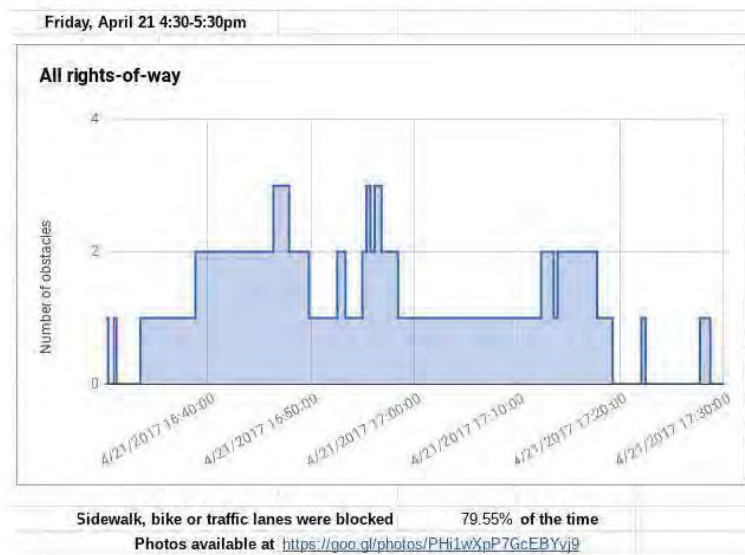 Friday, April 21 4:30-5:30pm
All rights-of-way
4
2
0
Number of obstacles
4/21/2017 16:40:00
4/21/2017 16:50:00
4/21/2017 17:00:00
4/21/2017 17:10:00
4/21/2017 17:20:00
4/21/2017 17:30:00
Sidewalk, bike or traffic lanes were blocked 79.55% of the time
Photos available at https://goo.gl/photos/PHi1wXpP7GcEBYvj9